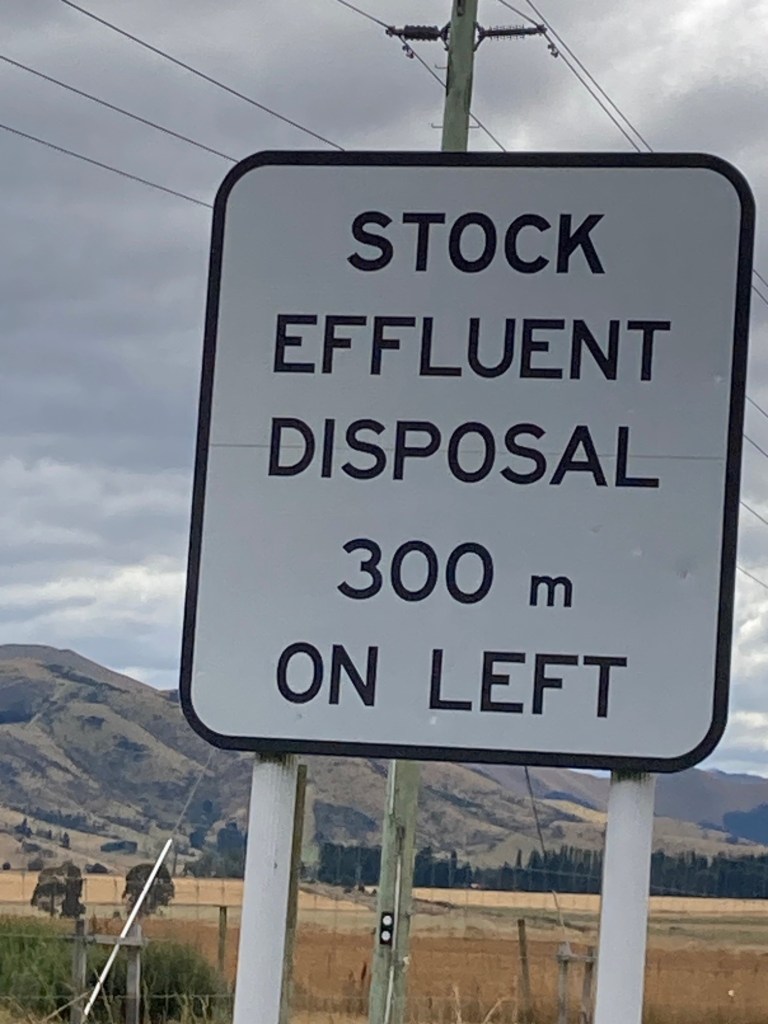 STOCK
EFFLUENT
DISPOSAL
300 m
ON LEFT